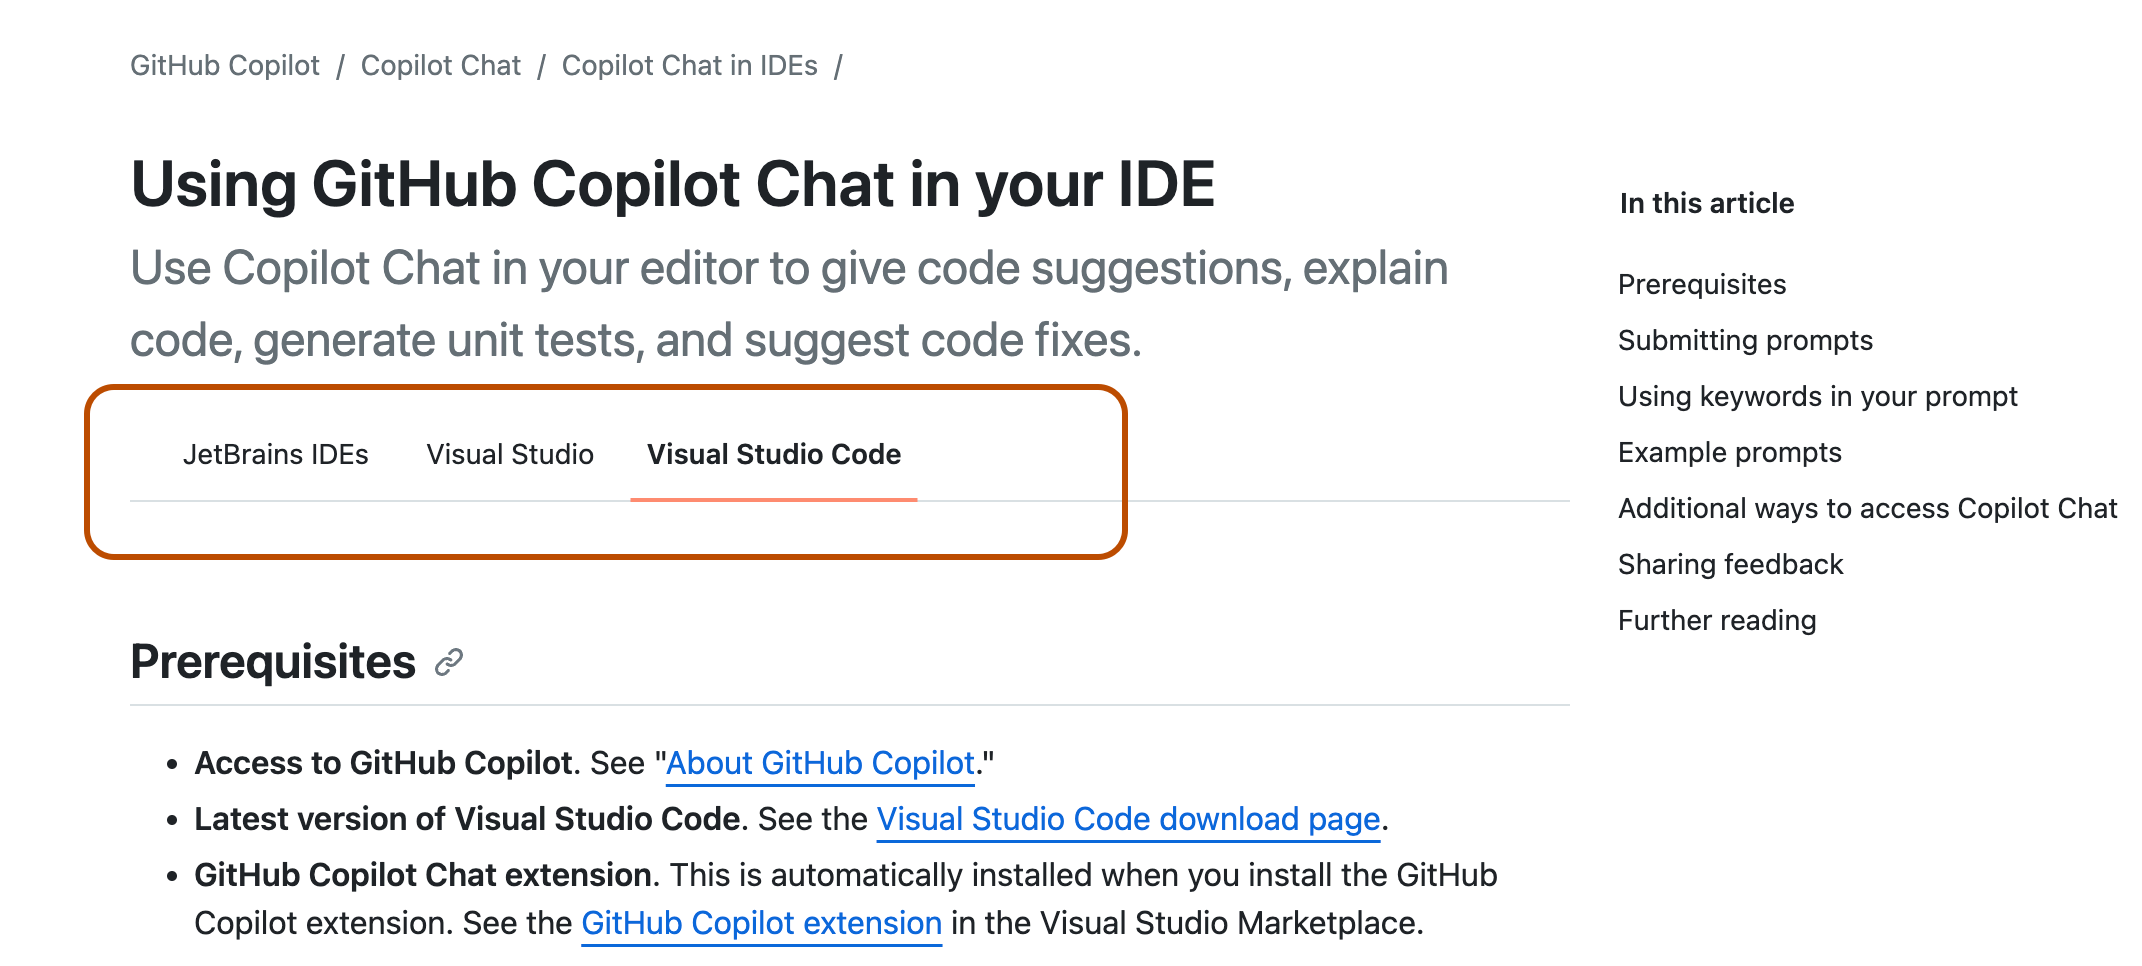 GitHub Copilot / Copilot Chat / Copilot Chat in IDEs /
Using GitHub Copilot Chat in your IDE
Use Copilot Chat in your editor to give code suggestions, explain
code, generate unit tests, and suggest code fixes.
JetBrains IDEs Visual Studio Visual Studio Code
Prerequisites
• Access to GitHub Copilot. See "About GitHub Copilot."
• Latest version of Visual Studio Code. See the Visual Studio Code download page.
• GitHub Copilot Chat extension. This is automatically installed when you install the GitHub
Copilot extension. See the GitHub Copilot extension in the Visual Studio Marketplace.
In this article
Prerequisites
Submitting prompts
Using keywords in your prompt
Example prompts
Additional ways to access Copilot Chat
Sharing feedback
Further reading